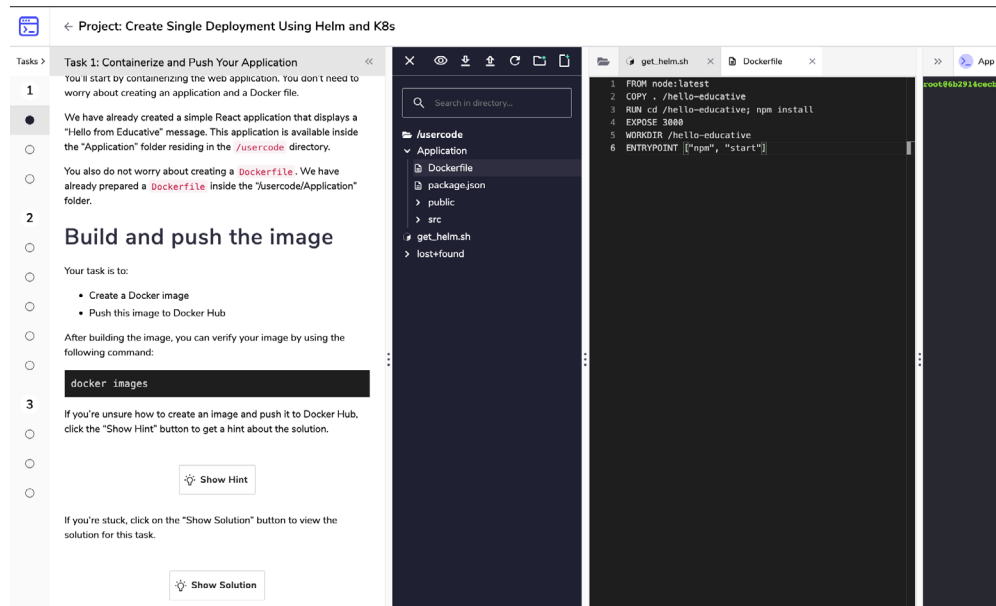 ← Project: Create Single Deployment Using Helm and K8s
Tasks >
1
2
3
Task 1: Containerize and Push Your Application
You'll start by containerizing the web application. You don't need to
worry about creating an application and a Docker file.
We have already created a simple React application that displays a
“Hello from Educative” message. This application is available inside
the “Application” folder residing in the /usercode directory.
You also do not worry about creating a Dockerfile. We have
already prepared a Dockerfile inside the “/usercode/Application”
folder.
Build and push the image
Your task is to:
• Create a Docker image
• Push this image to Docker Hub
After building the image, you can verify your image by using the
following command:
docker images
If you're unsure how to create an image and push it to Docker Hub,
click the “Show Hint” button to get a hint about the solution.
Show Hint
If you're stuck, click on the “Show Solution” button to view the
solution for this task.
Show Solution
Search in directory...
/usercode
Application
Dockerfile
package.json
public
src
get_helm.sh
lost+found
get_helm.sh
Dockerfile
1 FROM node:latest
2 COPY . /hello-educative
3 RUN cd /hello-educative; npm install
4 EXPOSE 3000
5 WORKDIR /hello-educative
6 ENTRYPOINT ["npm", "start"]
App
root@6b2914cecb